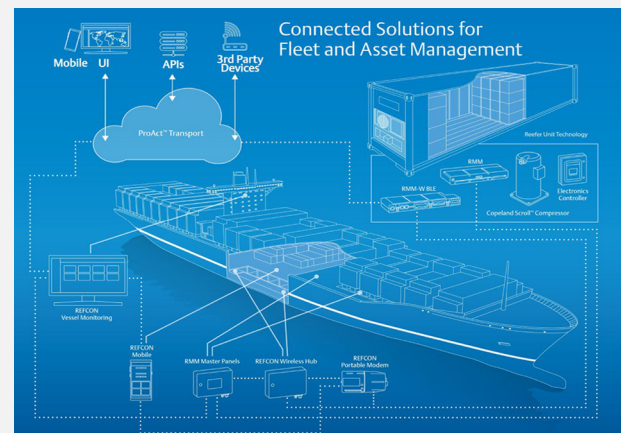 Connected Solutions for
Fleet and Asset Management
Mobile UI
APIs
3rd Party
Devices
ProAct™ Transport
Reefer Unit Technology
RMM
RMM-W BLE
Electronics
Controller
Copeland Scroll™ Compressor
REFCON
Vessel Monitoring
REFCON
Mobile
RMM Master Panels
REFCON Wireless Hub
REFCON
Portable Modem